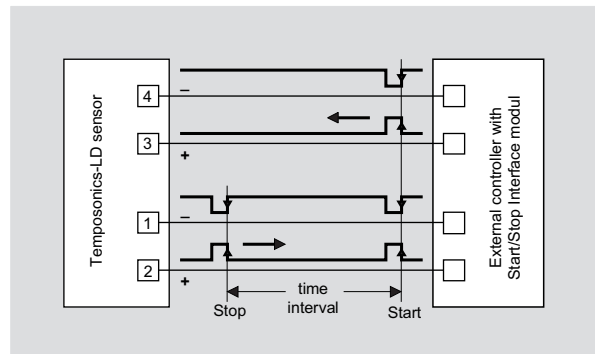 Temposonics-LD sensor
4
–
3
+
1
–
2
+
Stop
time
interval
Start
External controller with
Start/Stop Interface modul